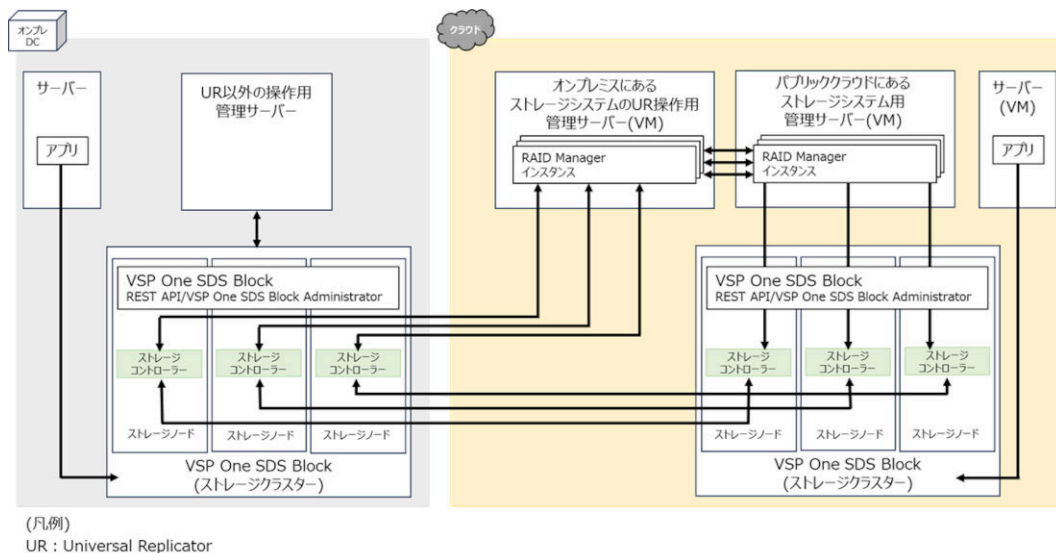 オンプレ
DC
クラウド
サーバー
アプリ
UR以外の操作用
管理サーバー
オンプレミスにある
ストレージシステムのUR操作用
管理サーバー(VM)
RAID Manager
インスタンス
パブリッククラウドにある
ストレージシステム用
管理サーバー(VM)
RAID Manager
インスタンス
サーバー
(VM)
アプリ
VSP One SDS Block
REST API/VSP One SDS Block Administrator
ストレージ
コントローラー
ストレージ
コントローラー
ストレージ
コントローラー
ストレージノード
ストレージノード
ストレージノード
VSP One SDS Block
(ストレージクラスター)
VSP One SDS Block
REST API/VSP One SDS Block Administrator
ストレージ
コントローラー
ストレージ
コントローラー
ストレージ
コントローラー
ストレージノード
ストレージノード
ストレージノード
VSP One SDS Block
(ストレージクラスター)
(凡例)
UR : Universal Replicator